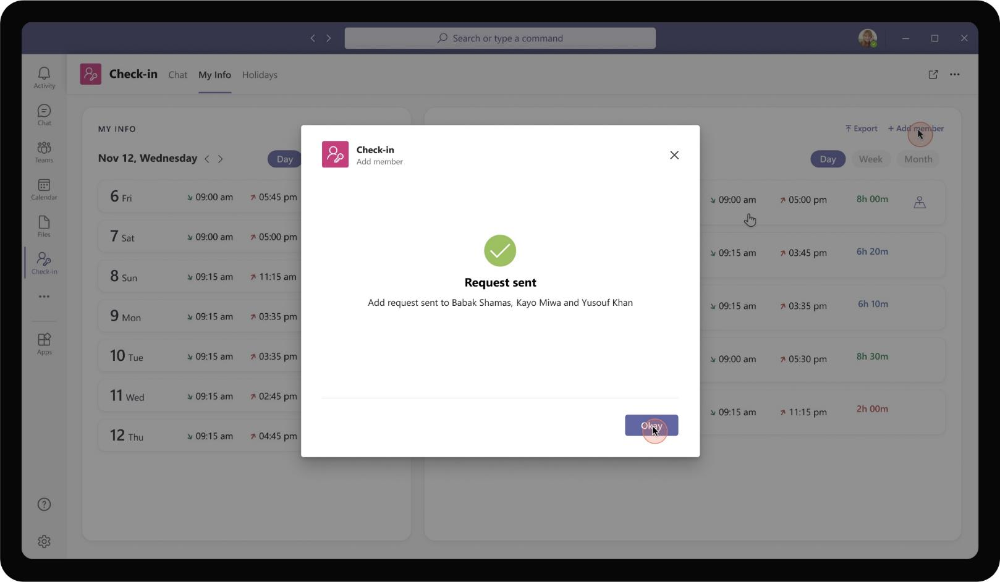 Search or type a command
Activity
Chat
Teams
Calendar
Files
Check-in
Apps
Check-in Chat My Info Holidays
MY INFO
Nov 12, Wednesday
Day
6 Fri 09:00 am 05:45 pm
7 Sat 09:00 am 05:00 pm
8 Sun 09:15 am 11:15 am
9 Mon 09:15 am 03:35 pm
10 Tue 09:15 am 03:35 pm
11 Wed 09:15 am 02:45 pm
12 Thu 09:15 am 04:45 pm
Check-in
Add member
Request sent
Add request sent to Babak Shamas, Kayo Miwa and Yusouf Khan
Okay
Export + Add member
Day Week Month
09:00 am 05:00 pm 8h 00m
09:15 am 03:45 pm 6h 20m
09:15 am 03:35 pm 6h 10m
09:00 am 05:30 pm 8h 30m
09:15 am 11:15 pm 2h 00m